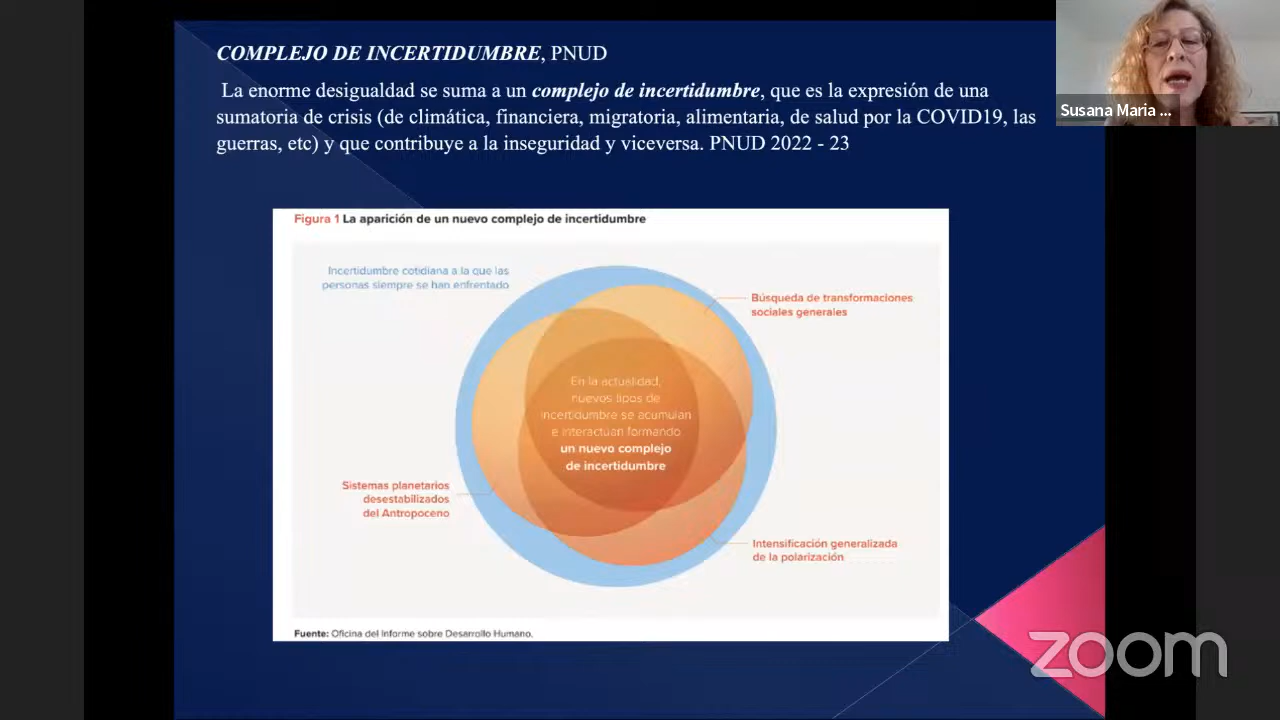 COMPLEJO DE INCERTIDUMBRE, PNUD
La enorme desigualdad se suma a un complejo de incertidumbre, que es la expresión de una
sumatoria de crisis (de climática, financiera, migratoria, alimentaria, de salud por la COVID19, las
guerras, etc) y que contribuye a la inseguridad y viceversa. PNUD 2022 - 23
Susana Maria ...
Figura 1 La aparición de un nuevo complejo de incertidumbre
Incertidumbre cotidiana a la que las
personas siempre se han enfrentado
Búsqueda de transformaciones
sociales generales
En la actualidad,
nuevos tipos de
incertidumbre se acumulan
e interactúan formando
un nuevo complejo
de incertidumbre
Sistemas planetarios
desestabilizados
del Antropoceno
Intensificación generalizada
de la polarización
Fuente: Oficina del Informe sobre Desarrollo Humano.
zoom